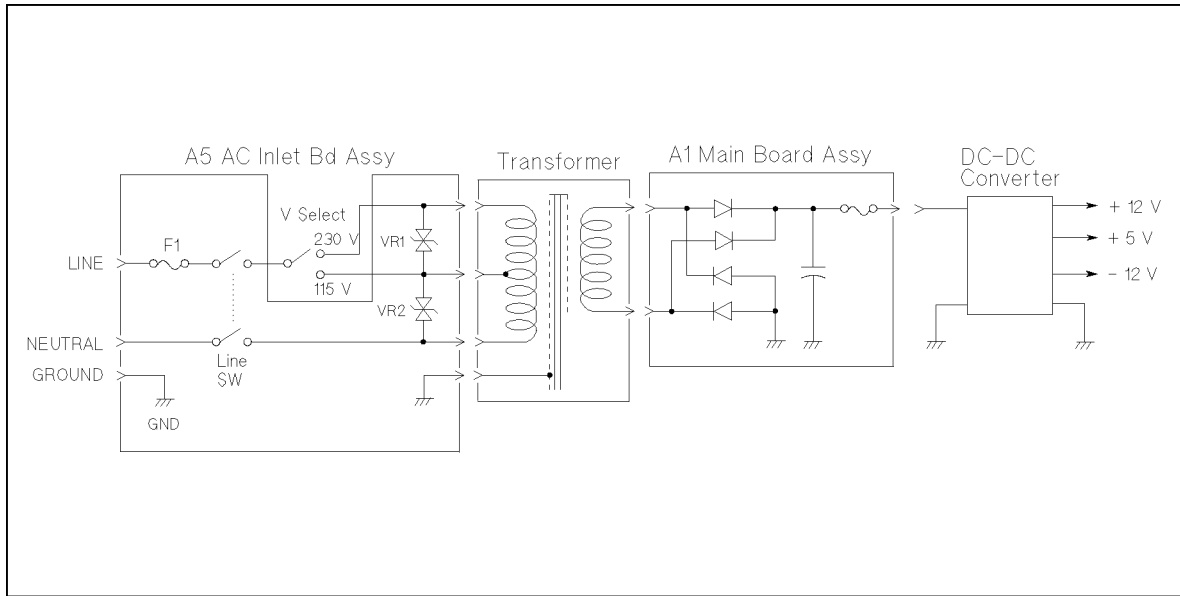 A5 AC Inlet Bd Assy
Transformer
A1 Main Board Assy
DC-DC
Converter
V Select
230 V
F1
VR1
LINE
115 V
VR2
NEUTRAL
Line
SW
GROUND
GND
+ 12 V
+ 5 V
- 12 V